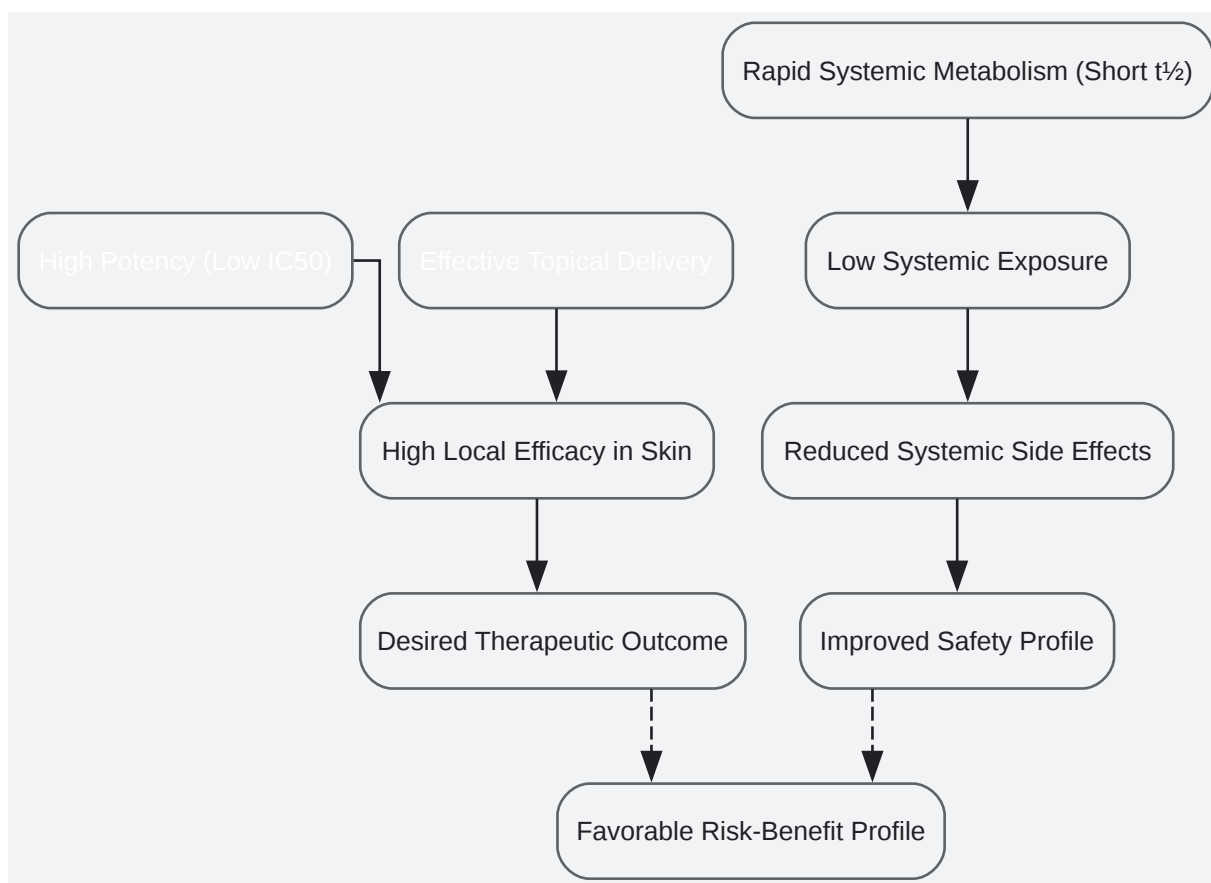 Rapid Systemic Metabolism (Short t½)
High Potency (Low IC50)
Effective Topical Delivery
Low Systemic Exposure
High Local Efficacy in Skin
Reduced Systemic Side Effects
Desired Therapeutic Outcome
Improved Safety Profile
Favorable Risk-Benefit Profile